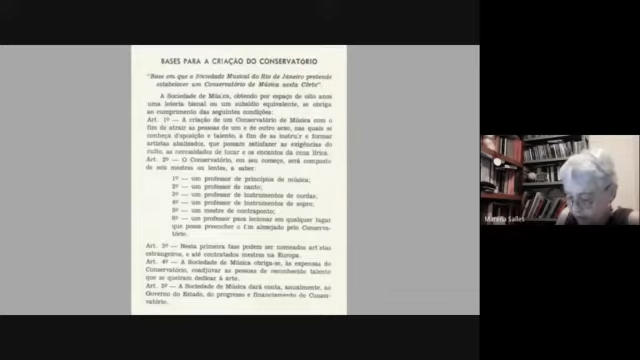 BASES PARA A CRIAÇÃO DO CONSERVATORIO
"Base em que a Sociedade Musical do Rio de Janeiro pretende
estabelecer um Conservatório de Música nesta Côrte"
A Sociedade de Música, obtendo por espaço de oito anos
uma loteria bienal ou um subsídio equivalente, se obriga
ao cumprimento das seguintes condições:
Art. 1º — A criação de um Conservatório de Música com o
fim de atrair as pessoas de um e de outro sexo, nas quais se
conheça disposição e talento, a fim de as instruir e formar
artistas abalizados, que possam satisfazer as exigências do
culto, as necessidades de tocar e os encantos da cena lírica.
Art. 2º — O Conservatório, em seu começo, será composto
de seis mestras ou lentes, a saber:
1º — um professor de princípios de música;
2º — um professor de canto;
3º — um professor de instrumentos de cordas,
4º — um professor de instrumentos de sopro;
5º — um mestre de contraponto;
6º — um professor para lecionar em qualquer lugar
que possa preencher o fim almejado pelo Conserva-
tório.
Art. 3º — Nesta primeira fase podem ser nomeados artistas
estrangeiros, e até contratados mestres na Europa.
Art. 4º — A Sociedade de Música obriga-se, às expensas do
Conservatório, coadjuvar as pessoas de reconhecido talento
que se queiram dedicar à arte.
Art. 5º — A Sociedade de Música dará conta, anualmente, ao
Governo do Estado, do progresso e financiamento do Conser-
vatório.
Salles